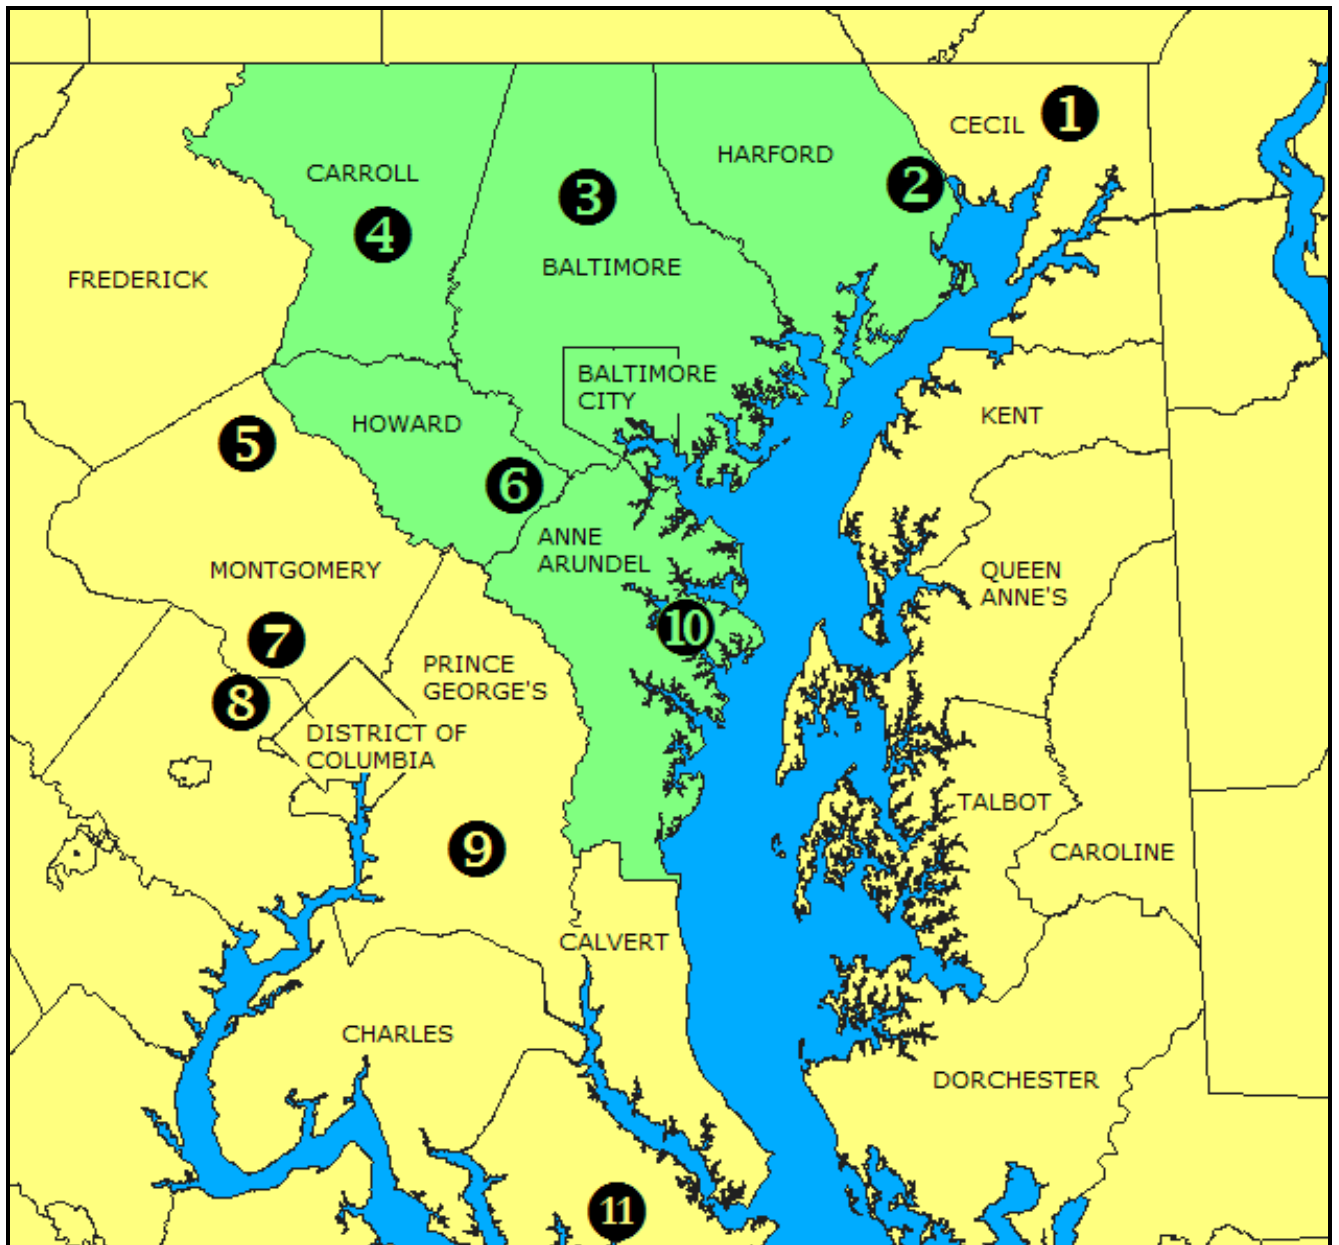 CECIL
1
HARFORD
2
CARROLL
3
4
BALTIMORE
FREDERICK
BALTIMORE
CITY
KENT
HOWARD
5
6
ANNE
ARUNDEL
MONTGOMERY
QUEEN
ANNE'S
7
10
PRINCE
GEORGE'S
8
DISTRICT OF
COLUMBIA
TALBOT
9
CAROLINE
CALVERT
CHARLES
DORCHESTER
11